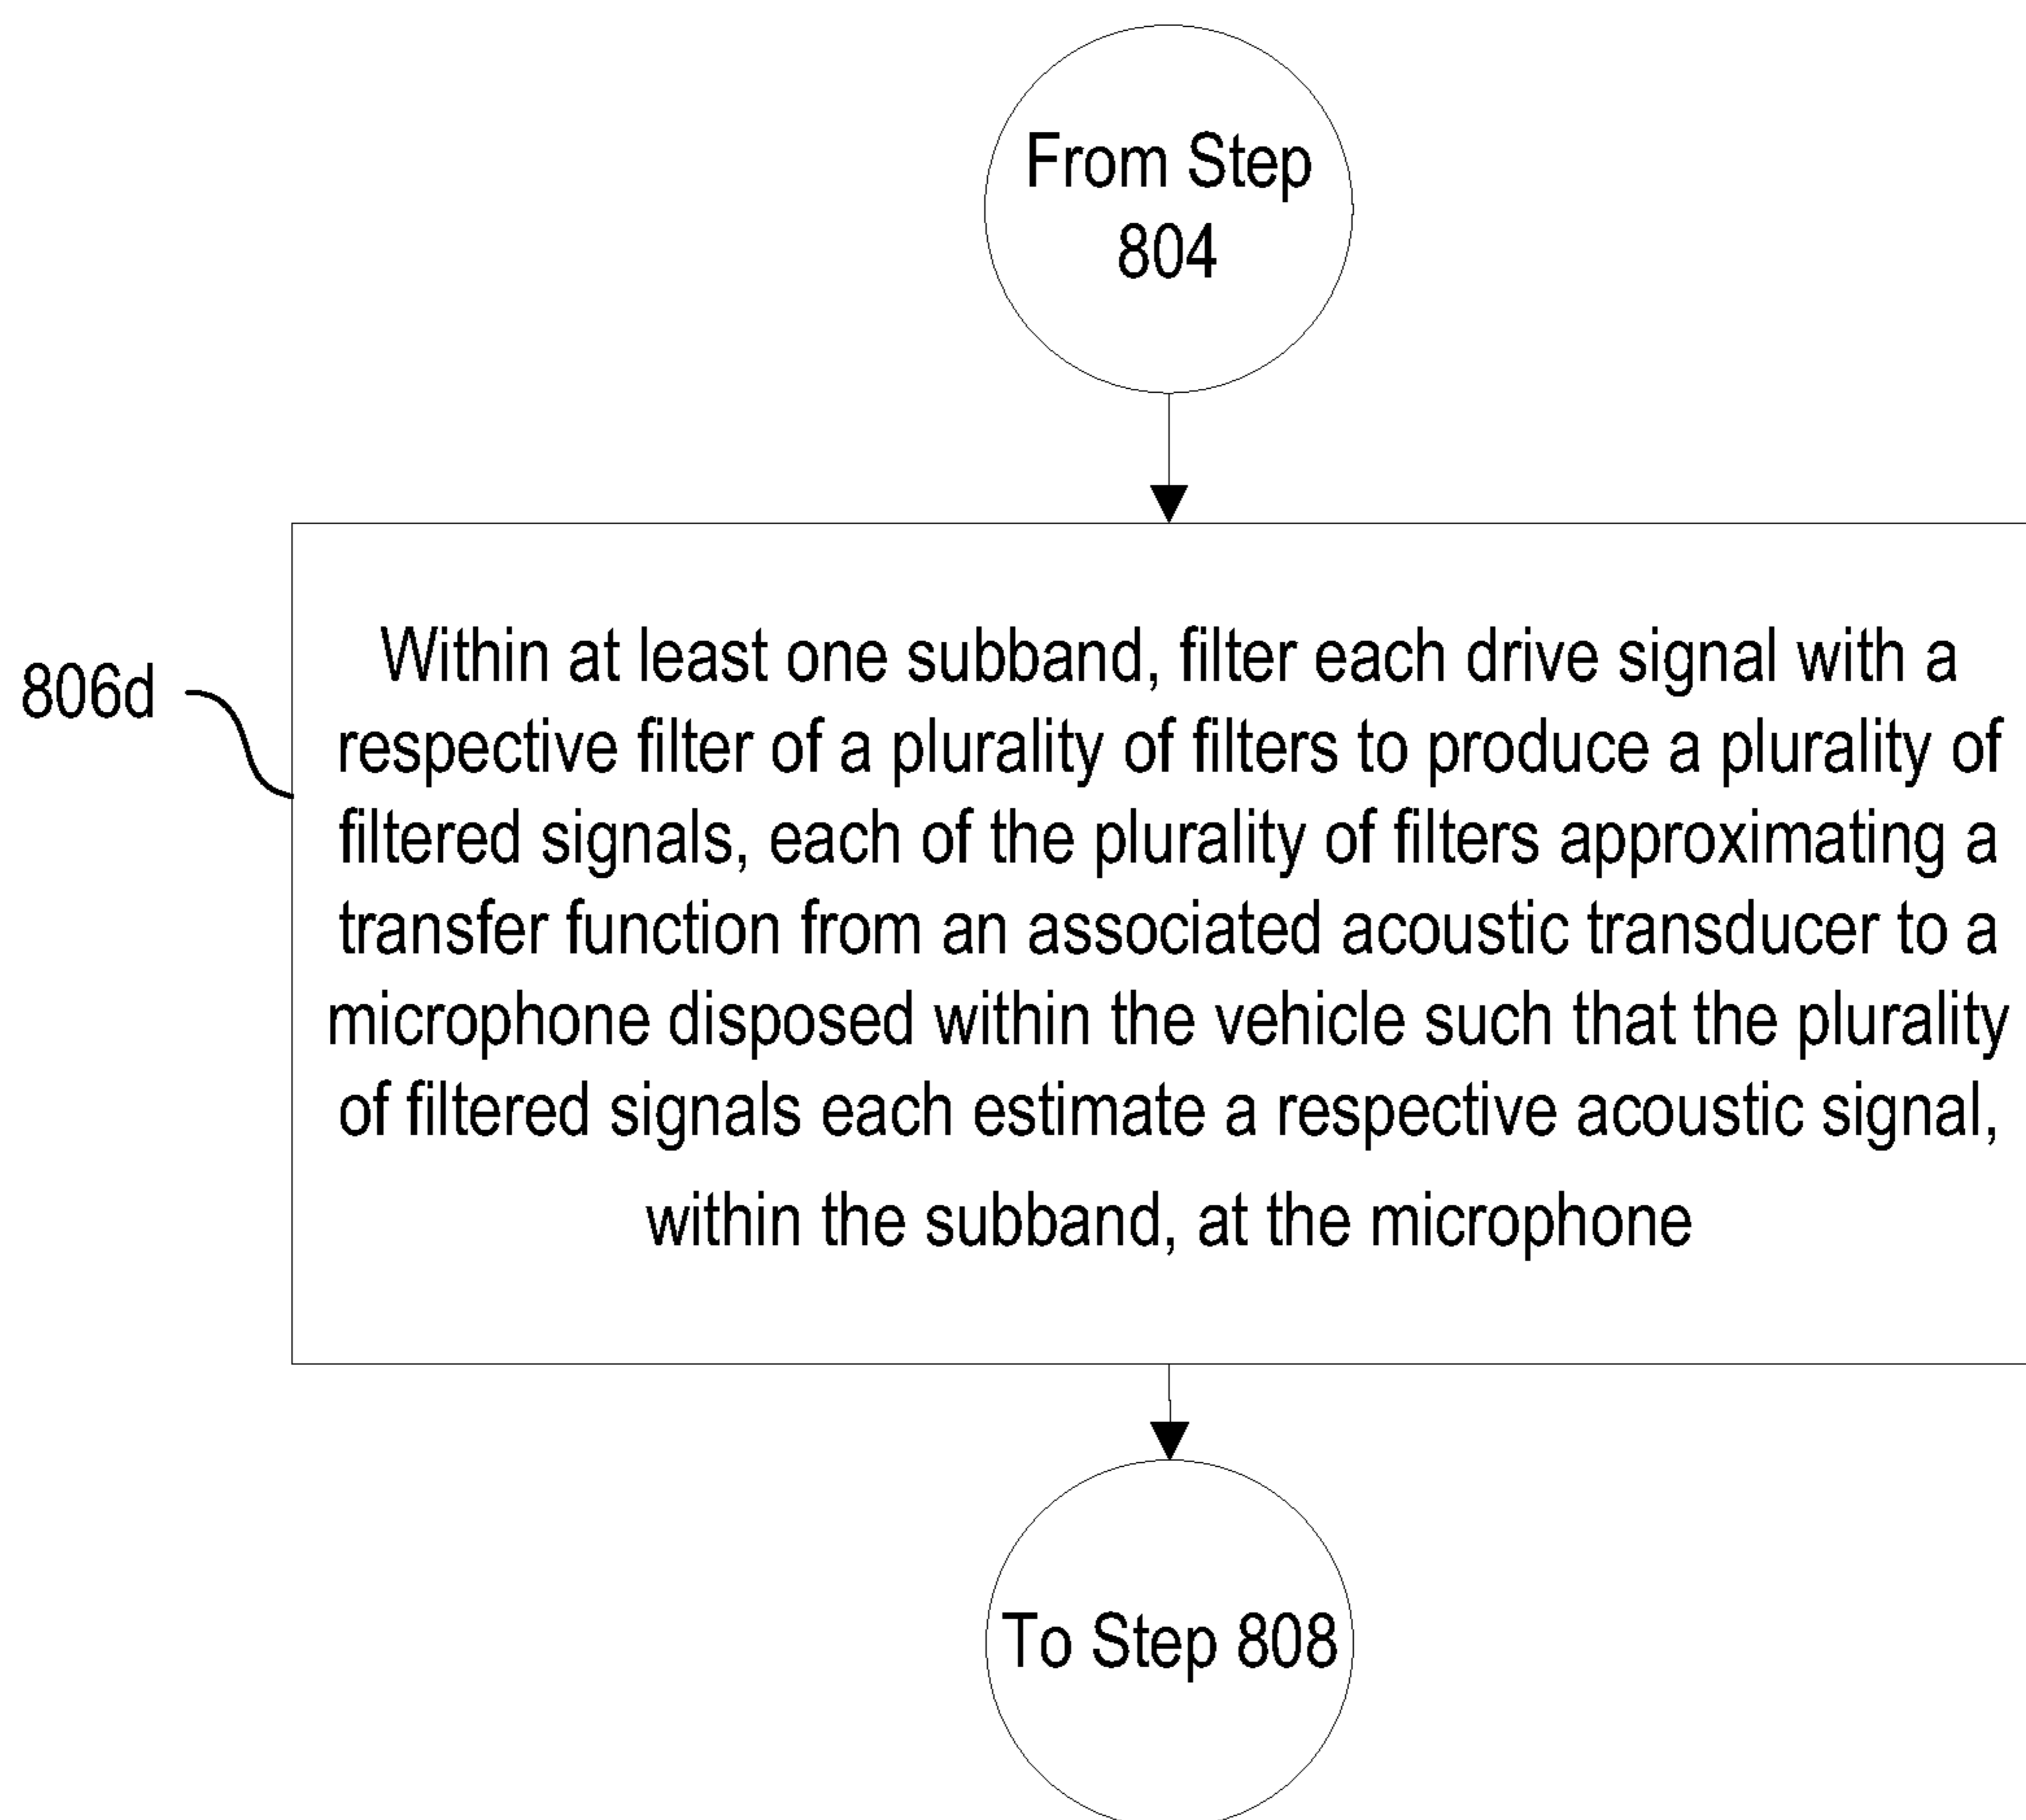 From Step
804
806d
Within at least one subband, filter each drive signal with a
respective filter of a plurality of filters to produce a plurality of
filtered signals, each of the plurality of filters approximating a
transfer function from an associated acoustic transducer to a
microphone disposed within the vehicle such that the plurality
of filtered signals each estimate a respective acoustic signal,
within the subband, at the microphone
To Step 808